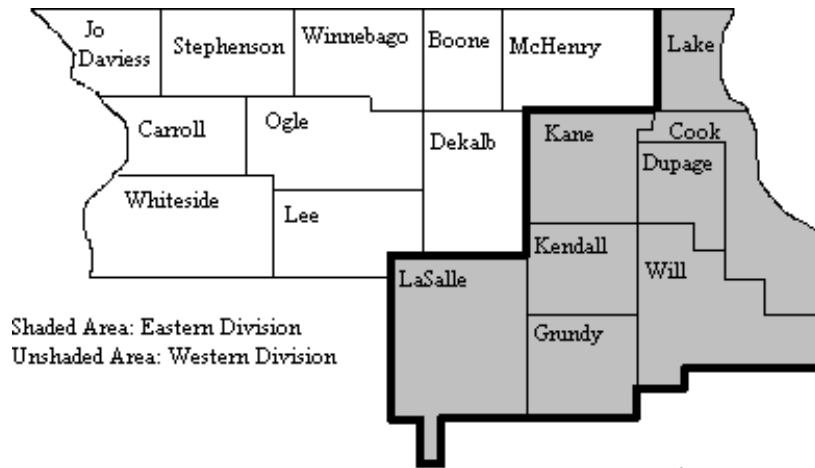 Jo
Daviess
Stephenson
Winnebago
Boone
McHenry
Lake
Carroll
Ogle
Dekalb
Kane
Cook
Dupage
Whiteside
Lee
Kendall
Will
LaSalle
Grundy
Shaded Area: Eastern Division
Unshaded Area: Western Division